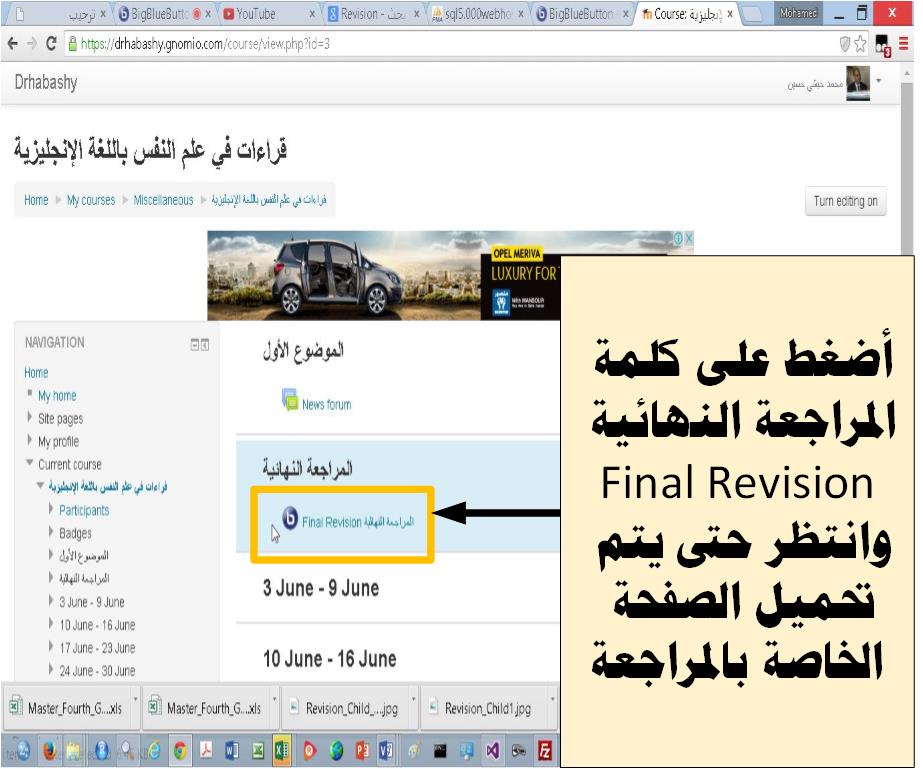 ترحيب
BigBlueButto
YouTube
Revision - بحث
sql5.000webhos
BigBlueButton
Course: إنجليزية
Mohamed
https://drhabashy.gnomio.com/course/view.php?id=3
3
Drhabashy
محمد حبشي حسين
قراءات في علم النفس باللغة الإنجليزية
Home My courses Miscellaneous قراءات في علم النفس باللغة الإنجليزية
Turn editing on
OPEL MERIVA
LUXURY FOR
منصور
With MANSOUR
NAVIGATION
Home
My home
Site pages
My profile
Current course
قراءات في علم النفس باللغة الإنجليزية
Participants
Badges
الموضوع الأول
المراجعة النهائية
3 June - 9 June
10 June - 16 June
17 June - 23 June
24 June - 30 June
الموضوع الأول
News forum
المراجعة النهائية
Final Revision المراجعة النهائية
3 June - 9 June
10 June - 16 June
أضغط على كلمة
المراجعة النهائية
Final Revision
وانتظر حتى يتم
تحميل الصفحة
الخاصة بالمراجعة
Master_Fourth_G....xls
Master_Fourth_G....xls
Revision_Child_....jpg
Revision_Child1.jpg